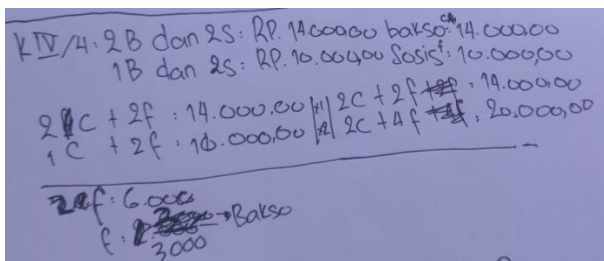 K IV/4: 2B dan 2S: RP. 14.000,00 bakso: C 14.000,00
1B dan 2S: RP. 10.000,00 Sosis f: 10.000,00
2 C + 2f : 14.000,00 |x1| 2C + 2f : 14.000,00
1 C + 2f : 10.000,00 |x2| 2C + 4f : 20.000,00
2f : 6.000
f : 3000 → Bakso